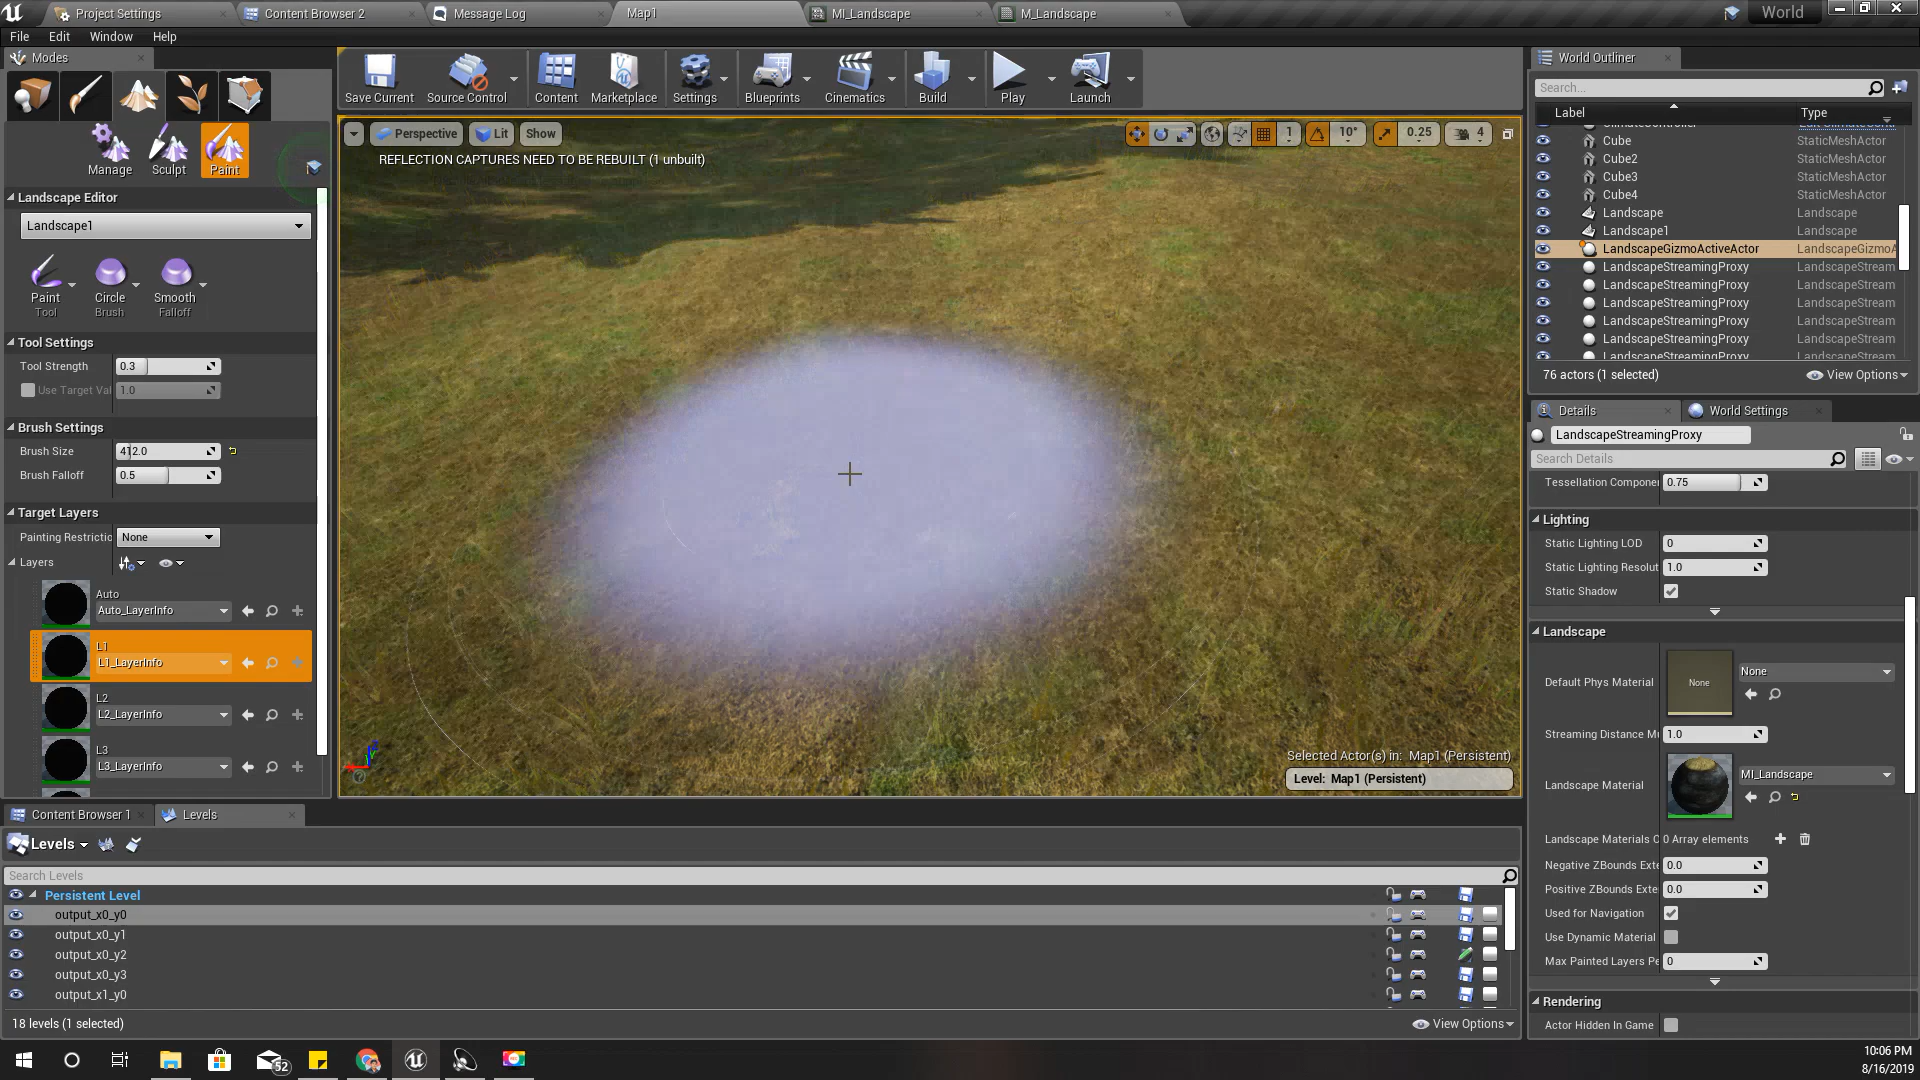 Project Settings
Content Browser 2
Message Log
Map1
MI_Landscape
M_Landscape
World
File
Edit
Window
Help
Modes
Manage
Sculpt
Paint
Landscape Editor
Landscape1
Paint
Tool
Circle
Brush
Smooth
Falloff
Tool Settings
Tool Strength
0.3
Use Target Val
1.0
Brush Settings
Brush Size
412.0
Brush Falloff
0.5
Target Layers
Painting Restrictio
None
Layers
Auto
Auto_LayerInfo
L1
L1_LayerInfo
L2
L2_LayerInfo
L3
L3_LayerInfo
Save Current
Source Control
Content
Marketplace
Settings
Blueprints
Cinematics
Build
Play
Launch
Perspective
Lit
Show
1
10°
0.25
4
REFLECTION CAPTURES NEED TO BE REBUILT (1 unbuilt)
Selected Actor(s) in: Map1 (Persistent)
Level: Map1 (Persistent)
World Outliner
Search...
Label
Type
Cube
StaticMeshActor
Cube2
StaticMeshActor
Cube3
StaticMeshActor
Cube4
StaticMeshActor
Landscape
Landscape
Landscape1
Landscape
LandscapeGizmoActiveActor
LandscapeGizmoA
LandscapeStreamingProxy
LandscapeStream
LandscapeStreamingProxy
LandscapeStream
LandscapeStreamingProxy
LandscapeStream
LandscapeStreamingProxy
LandscapeStream
LandscapeStreamingProxy
LandscapeStream
LandscapeStreamingProxy
LandscapeStream
76 actors (1 selected)
View Options
Details
World Settings
LandscapeStreamingProxy
Search Details
Tessellation Componer
0.75
Lighting
Static Lighting LOD
0
Static Lighting Resolut
1.0
Static Shadow
Landscape
Default Phys Material
None
None
Streaming Distance Mu
1.0
Landscape Material
MI_Landscape
Landscape Materials O
0 Array elements
Negative ZBounds Exte
0.0
Positive ZBounds Exte
0.0
Used for Navigation
Use Dynamic Material
Max Painted Layers Pe
0
Rendering
Actor Hidden In Game
Content Browser 1
Levels
Levels
Search Levels
Persistent Level
output_x0_y0
output_x0_y1
output_x0_y2
output_x0_y3
output_x1_y0
18 levels (1 selected)
View Options
52
10:06 PM
8/16/2019